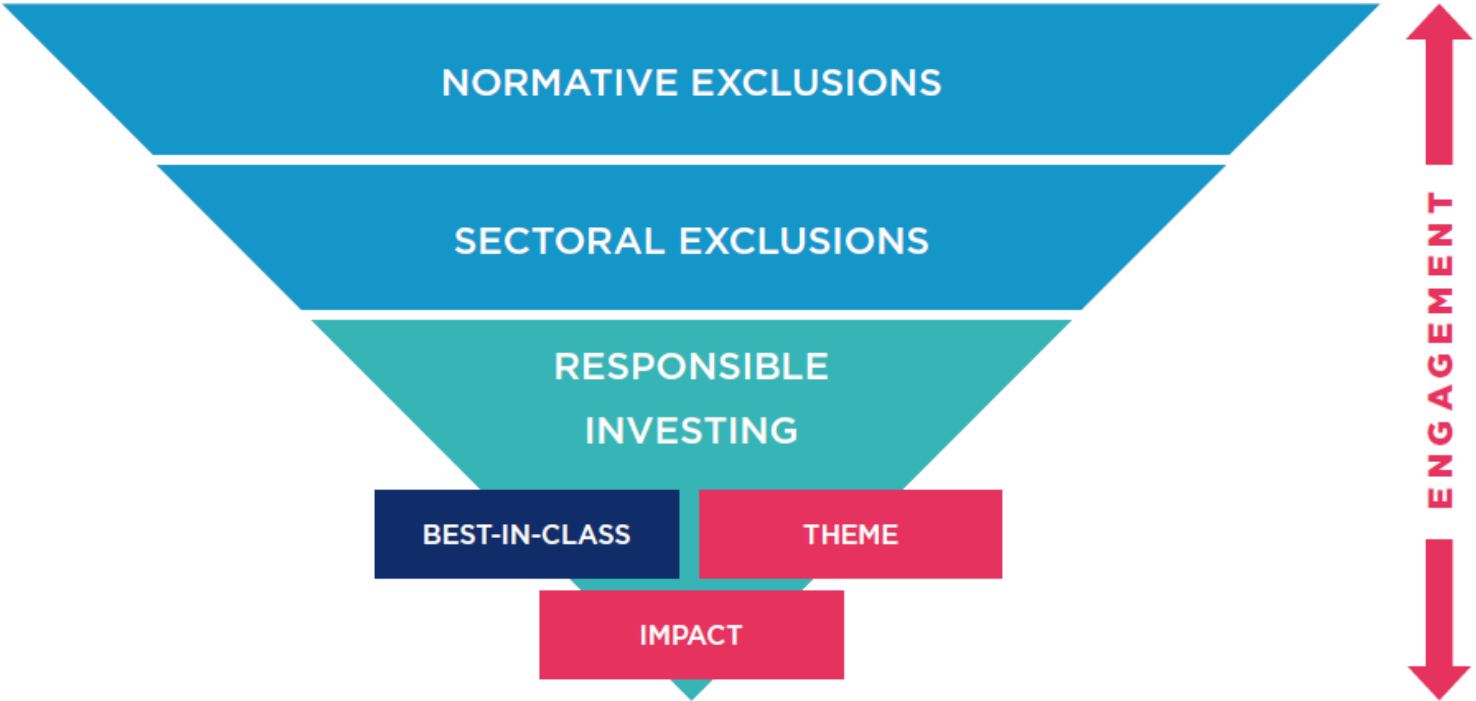 NORMATIVE EXCLUSIONS
SECTORAL EXCLUSIONS
RESPONSIBLE
INVESTING
BEST-IN-CLASS
THEME
IMPACT
ENGAGEMENT